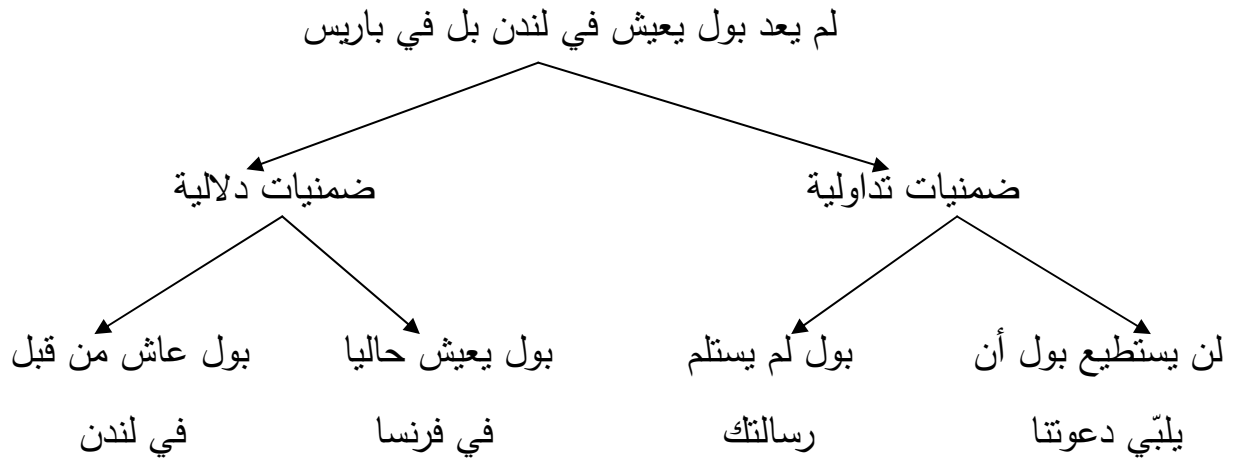 لم يعد بول يعيش في لندن بل في باريس
ضمنيات تداولية
ضمنيات دلالية
لن يستطيع بول أن
يلبّي دعوتنا
بول لم يستلم
رسالتك
بول يعيش حاليا
في فرنسا
بول عاش من قبل
في لندن